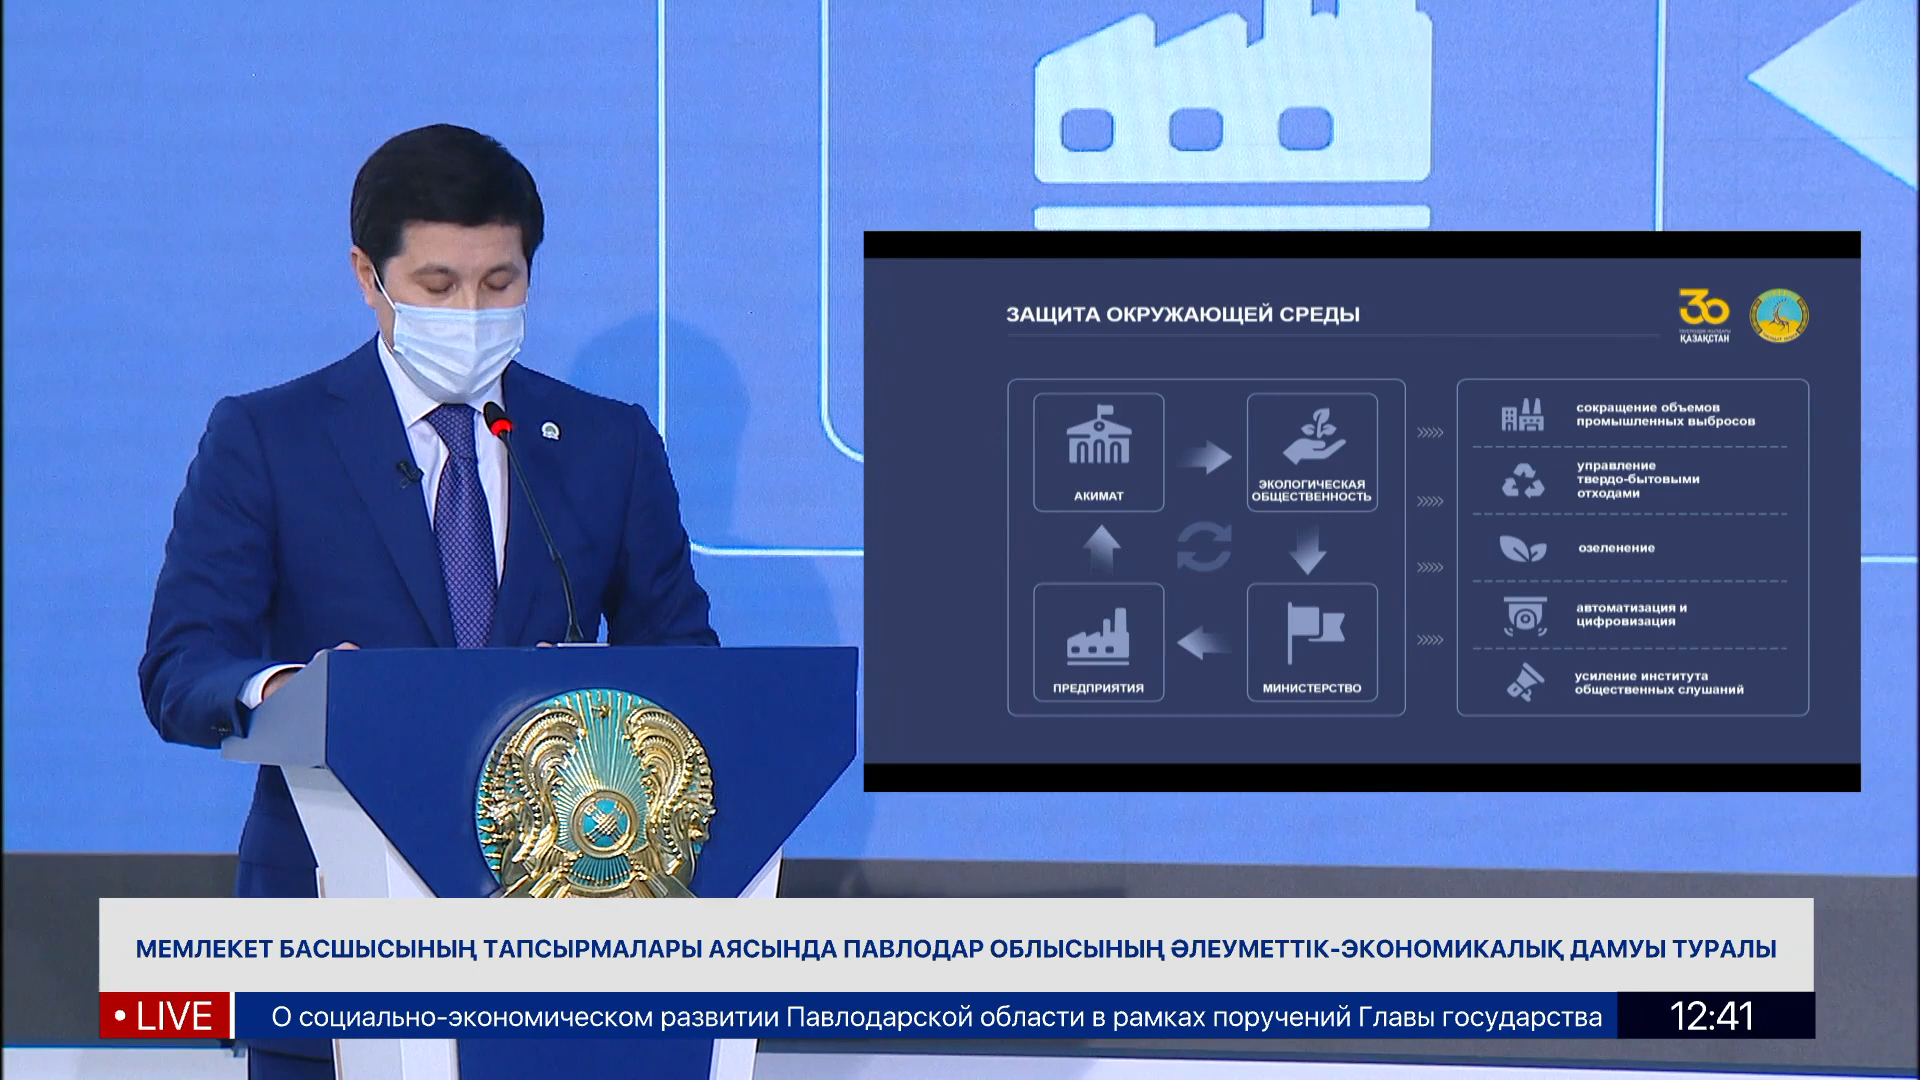 ЗАЩИТА ОКРУЖАЮЩЕЙ СРЕДЫ
30
ҚАЗАҚСТАН
АКИМАТ
ЭКОЛОГИЧЕСКАЯ
ОБЩЕСТВЕННОСТЬ
ПРЕДПРИЯТИЯ
МИНИСТЕРСТВО
сокращение объемов
промышленных выбросов
управление
твердо-бытовыми
отходами
озеленение
автоматизация и
цифровизация
усиление института
общественных слушаний
МЕМЛЕКЕТ БАСШЫСЫНЫҢ ТАПСЫРМАЛАРЫ АЯСЫНДА ПАВЛОДАР ОБЛЫСЫНЫҢ ӘЛЕУМЕТТІК-ЭКОНОМИКАЛЫҚ ДАМУЫ ТУРАЛЫ
• LIVE
О социально-экономическом развитии Павлодарской области в рамках поручений Главы государства
12:41